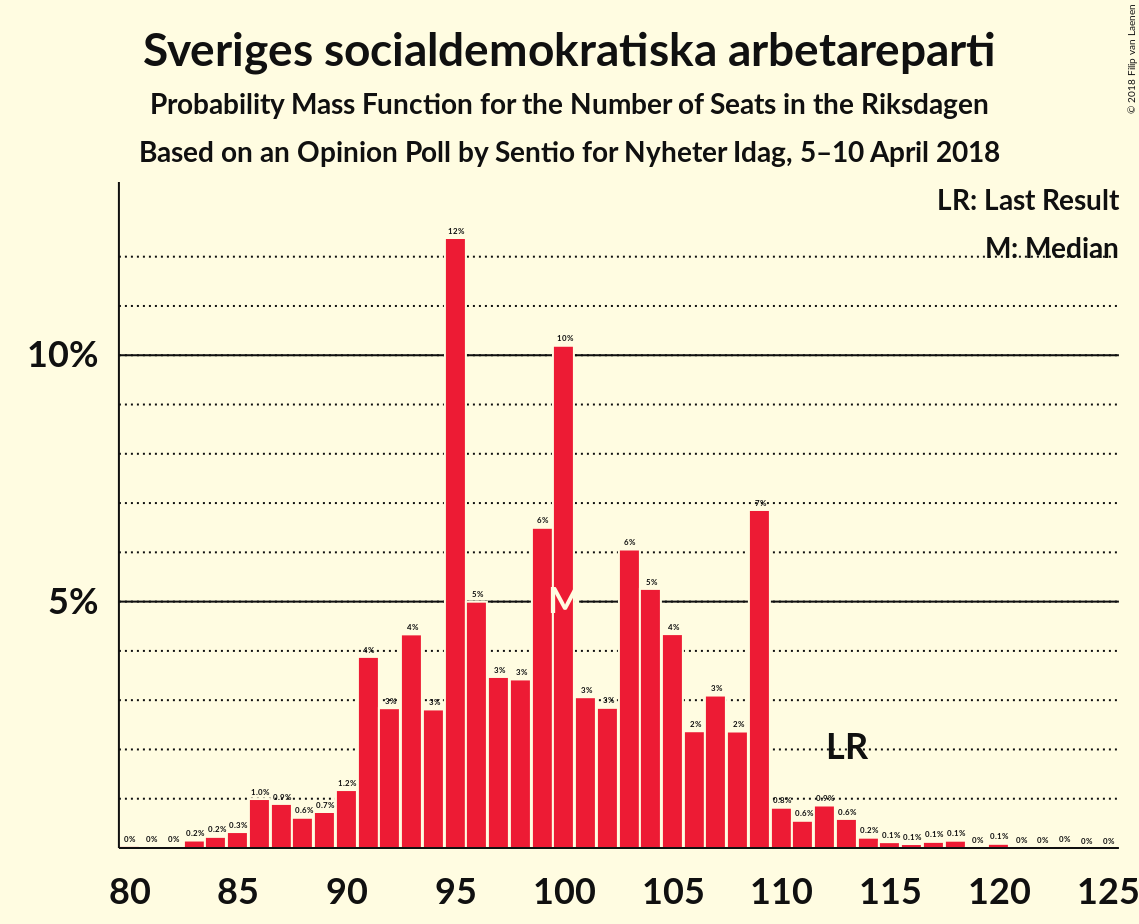 Sveriges socialdemokratiska arbetareparti
Probability Mass Function for the Number of Seats in the Riksdagen
Based on an Opinion Poll by Sentio for Nyheter Idag, 5–10 April 2018
© 2018 Filip van Laenen
LR: Last Result
M: Median
10%
5%
0% 0% 0% 0.2% 0.2% 0.3% 1.0% 0.9% 0.6% 0.7% 1.2% 4% 3% 4% 3% 12% 5% 3% 3% 6% 10% 3% 3% 6% 5% 4% 2% 3% 2% 7% 0.8% 0.6% 0.9% 0.6% 0.2% 0.1% 0.1% 0.1% 0.1% 0% 0.1% 0% 0% 0% 0% 0%
M
LR
80 85 90 95 100 105 110 115 120 125